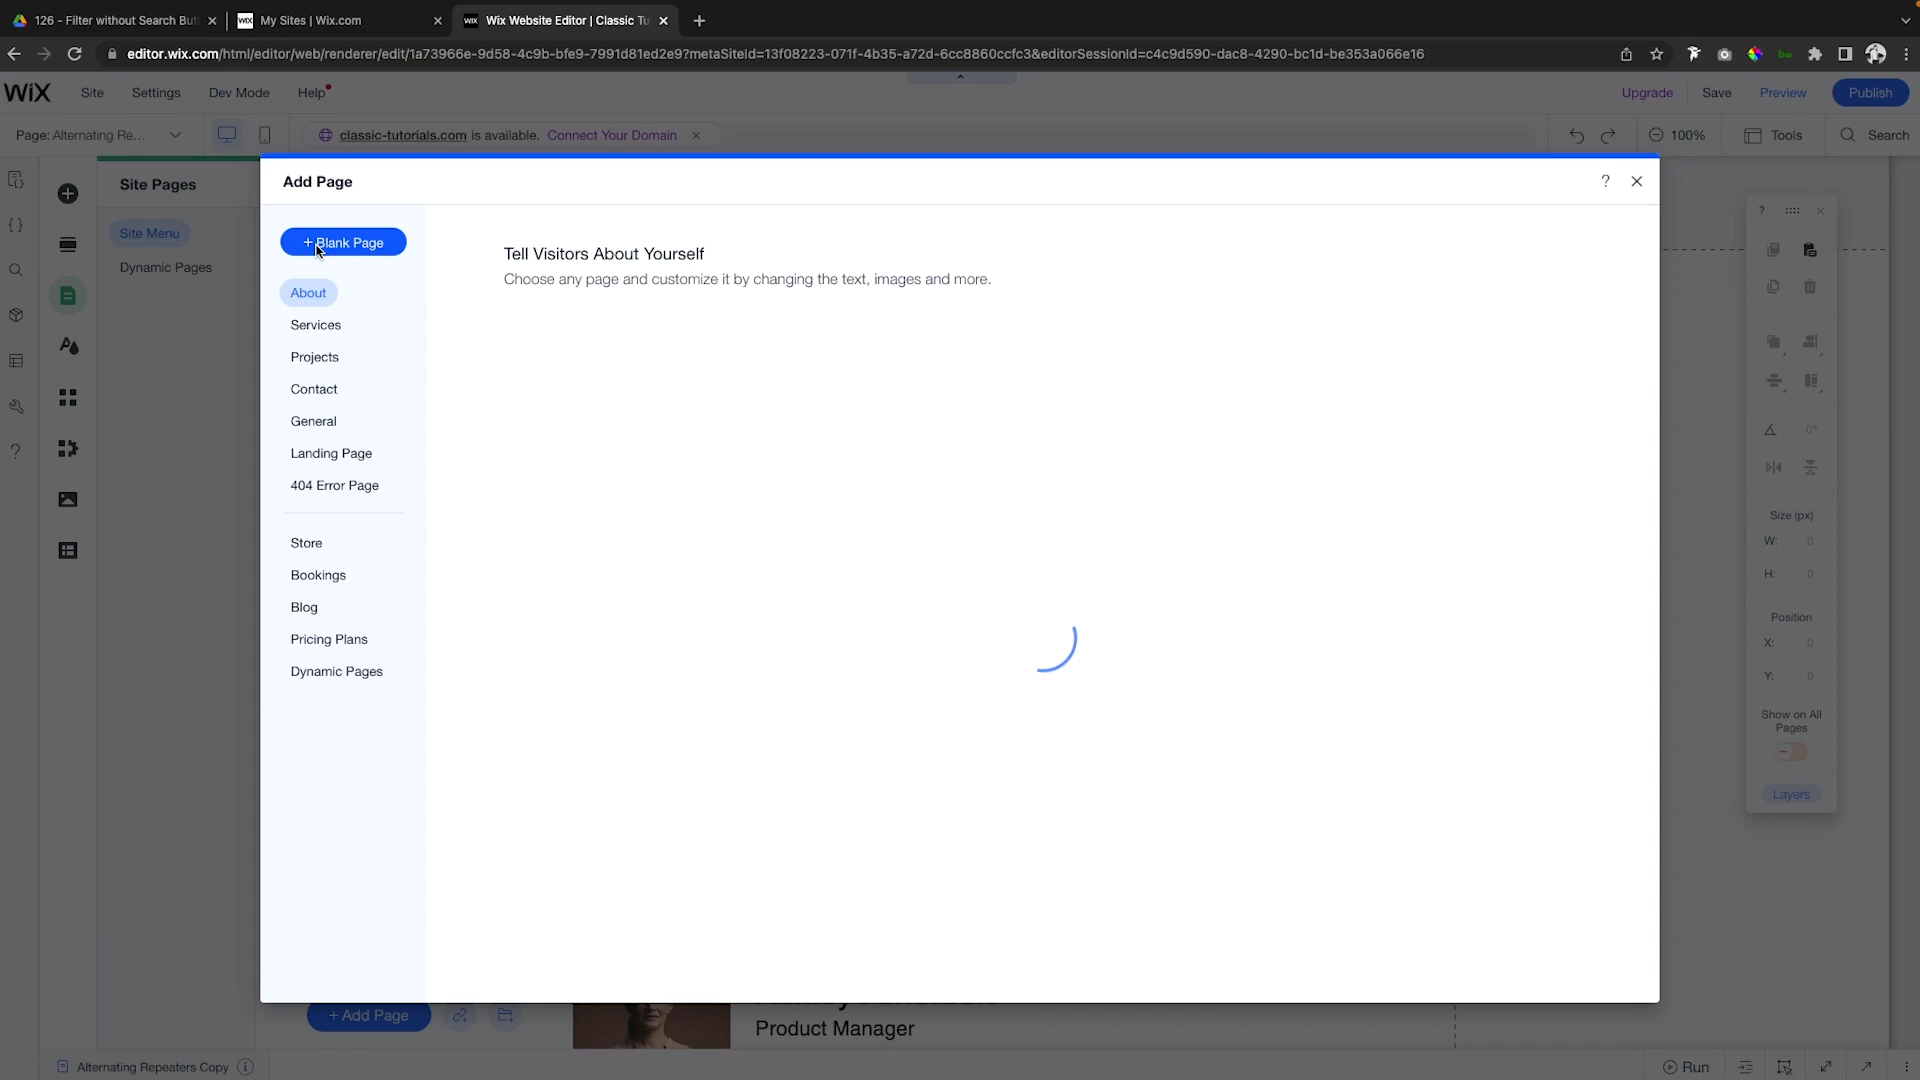 126 - Filter without Search But
My Sites | Wix.com
Wix Website Editor | Classic Tu
editor.wix.com/html/editor/web/renderer/edit/1a73966e-9d58-4c9b-bfe9-7991d81ed2e9?metaSiteId=13f08223-071f-4b35-a72d-6cc8860ccfc3&editorSessionId=c4c9d590-dac8-4290-bc1d-be353a066e16
WiX Site Settings Dev Mode Help Upgrade Save Preview Publish
Page: Alternating Re... classic-tutorials.com is available. Connect Your Domain 100% Tools Search
Site Pages
Site Menu
Dynamic Pages
Add Page ?
+ Blank Page
About
Services
Projects
Contact
General
Landing Page
404 Error Page
Store
Bookings
Blog
Pricing Plans
Dynamic Pages
Tell Visitors About Yourself
Choose any page and customize it by changing the text, images and more.
?
0°
Size (px)
W: 0
H: 0
Position
X: 0
Y: 0
Show on All
Pages
Layers
+ Add Page
Product Manager
Alternating Repeaters Copy
Run